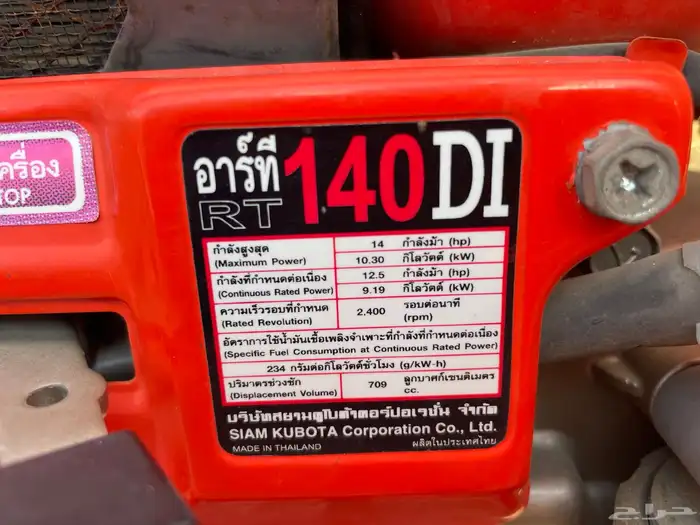 ครื่อง
TOP
อาร์ที 140 DI
RT
กำลังสูงสุด 14 กำลังม้า (hp)
(Maximum Power) 10.30 กิโลวัตต์ (kW)
กำลังที่กำหนดต่อเนื่อง 12.5 กำลังม้า (hp)
(Continuous Rated Power) 9.19 กิโลวัตต์ (kW)
ความเร็วรอบที่กำหนด 2.400 รอบต่อนาที
(Rated Revolution) (rpm)
อัตราการใช้น้ำมันเชื้อเพลิงจำเพาะที่กำลังที่กำหนดต่อเนื่อง
(Specific Fuel Consumption at Continuous Rated Power)
234 กรัมต่อกิโลวัตต์ชั่วโมง (g/kW·h)
ปริมาตรช่วงชัก 709 ลูกบาศก์เซนติเมตร
(Displacement Volume) cc.
บริษัทสยามคูโบต้าคอร์ปอเรชั่น จำกัด
SIAM KUBOTA Corporation Co., Ltd.
MADE IN THAILAND ผลิตในประเทศไทย
حراج